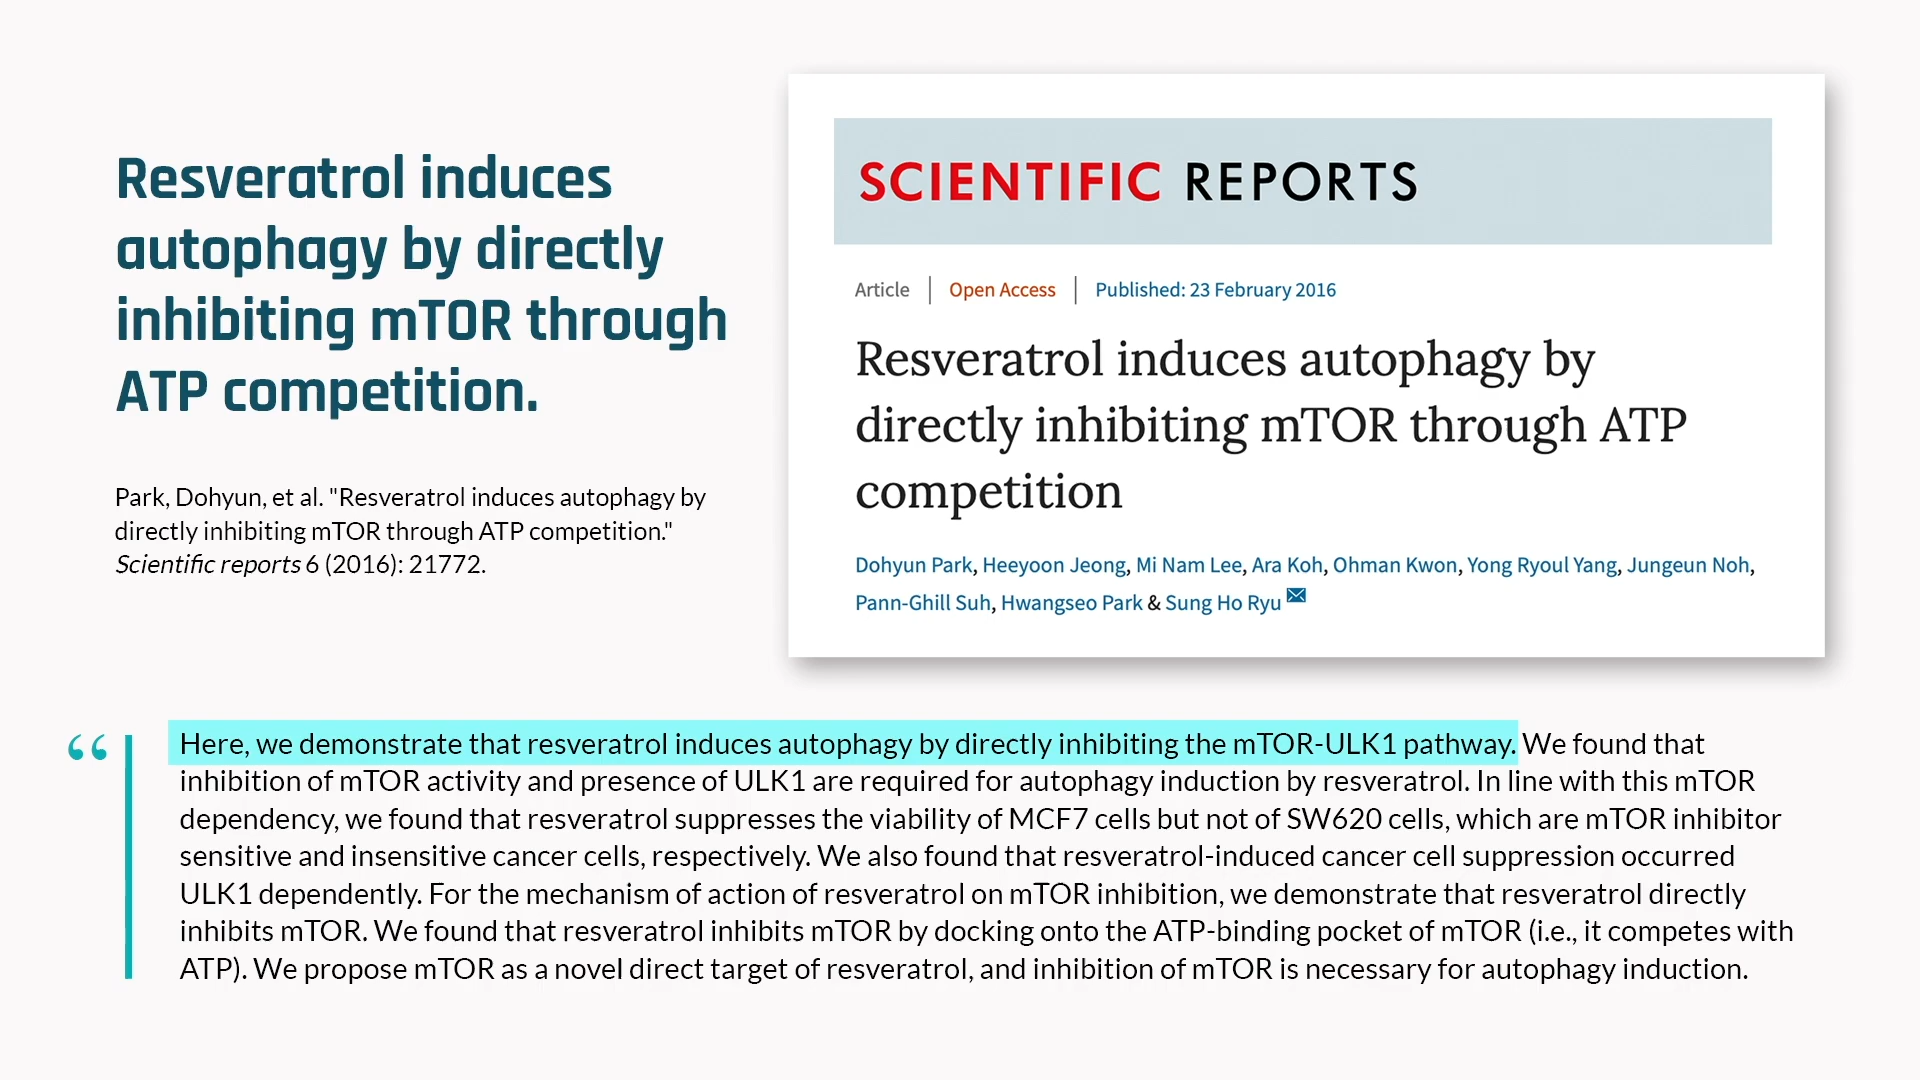 Resveratrol induces
autophagy by directly
inhibiting mTOR through
ATP competition.
Park, Dohyun, et al. "Resveratrol induces autophagy by
directly inhibiting mTOR through ATP competition."
Scientific reports 6 (2016): 21772.
SCIENTIFIC REPORTS
Article | Open Access | Published: 23 February 2016
Resveratrol induces autophagy by
directly inhibiting mTOR through ATP
competition
Dohyun Park, Heeyoon Jeong, Mi Nam Lee, Ara Koh, Ohman Kwon, Yong Ryoul Yang, Jungeun Noh,
Pann-Ghill Suh, Hwangseo Park & Sung Ho Ryu
“ Here, we demonstrate that resveratrol induces autophagy by directly inhibiting the mTOR-ULK1 pathway. We found that
inhibition of mTOR activity and presence of ULK1 are required for autophagy induction by resveratrol. In line with this mTOR
dependency, we found that resveratrol suppresses the viability of MCF7 cells but not of SW620 cells, which are mTOR inhibitor
sensitive and insensitive cancer cells, respectively. We also found that resveratrol-induced cancer cell suppression occurred
ULK1 dependently. For the mechanism of action of resveratrol on mTOR inhibition, we demonstrate that resveratrol directly
inhibits mTOR. We found that resveratrol inhibits mTOR by docking onto the ATP-binding pocket of mTOR (i.e., it competes with
ATP). We propose mTOR as a novel direct target of resveratrol, and inhibition of mTOR is necessary for autophagy induction.